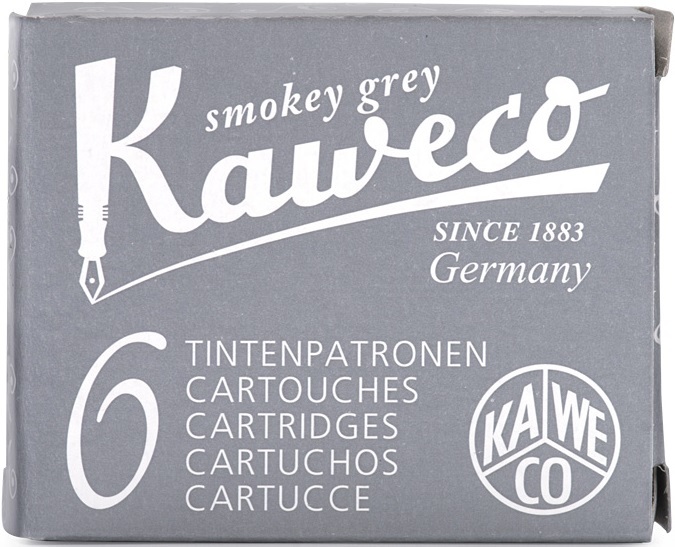 smokey grey
Kaweco
SINCE 1883
Germany
6
TINTENPATRONEN
CARTOUCHES
CARTRIDGES
CARTUCHOS
CARTUCCE
KA WE
CO